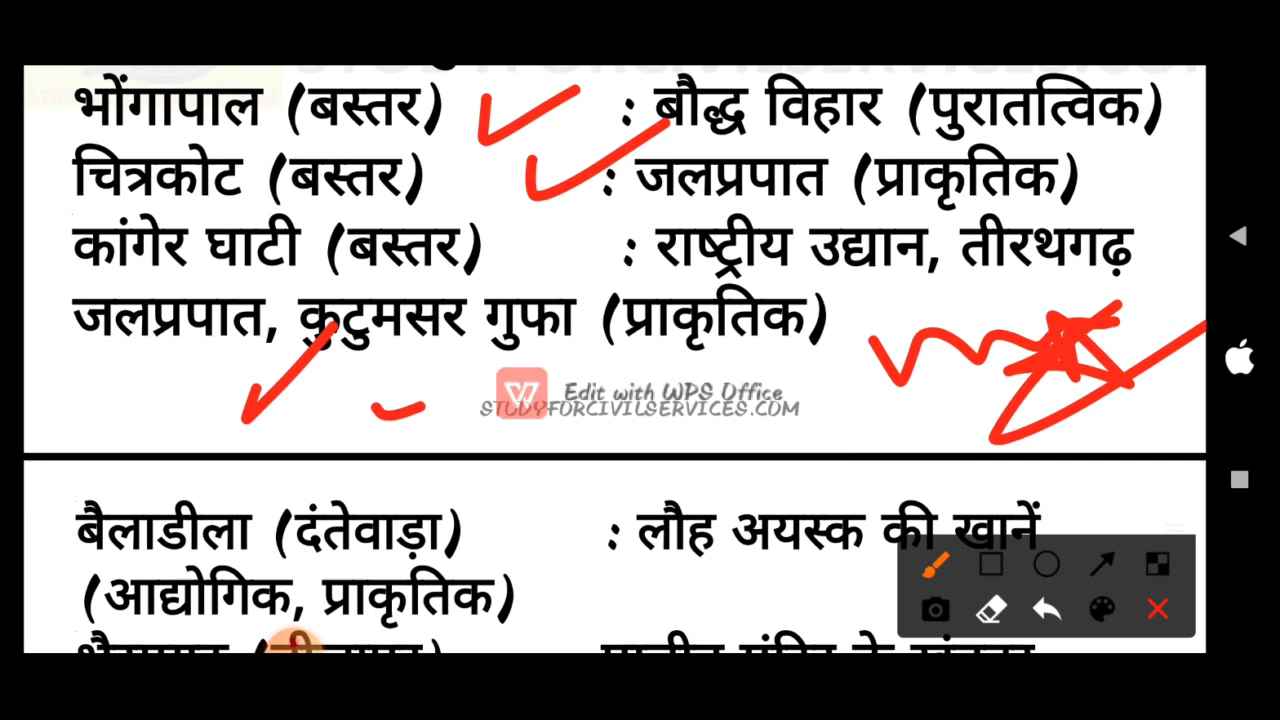 भोंगापाल (बस्तर) : बौद्ध विहार (पुरातत्विक)
चित्रकोट (बस्तर) : जलप्रपात (प्राकृतिक)
कांगेर घाटी (बस्तर) : राष्ट्रीय उद्यान, तीरथगढ़
जलप्रपात, कुटुमसर गुफा (प्राकृतिक)
Edit with WPS Office
STUDYFORCIVILSERVICES.COM
बैलाडीला (दंतेवाड़ा) : लौह अयस्क की खानें
(आद्योगिक, प्राकृतिक)